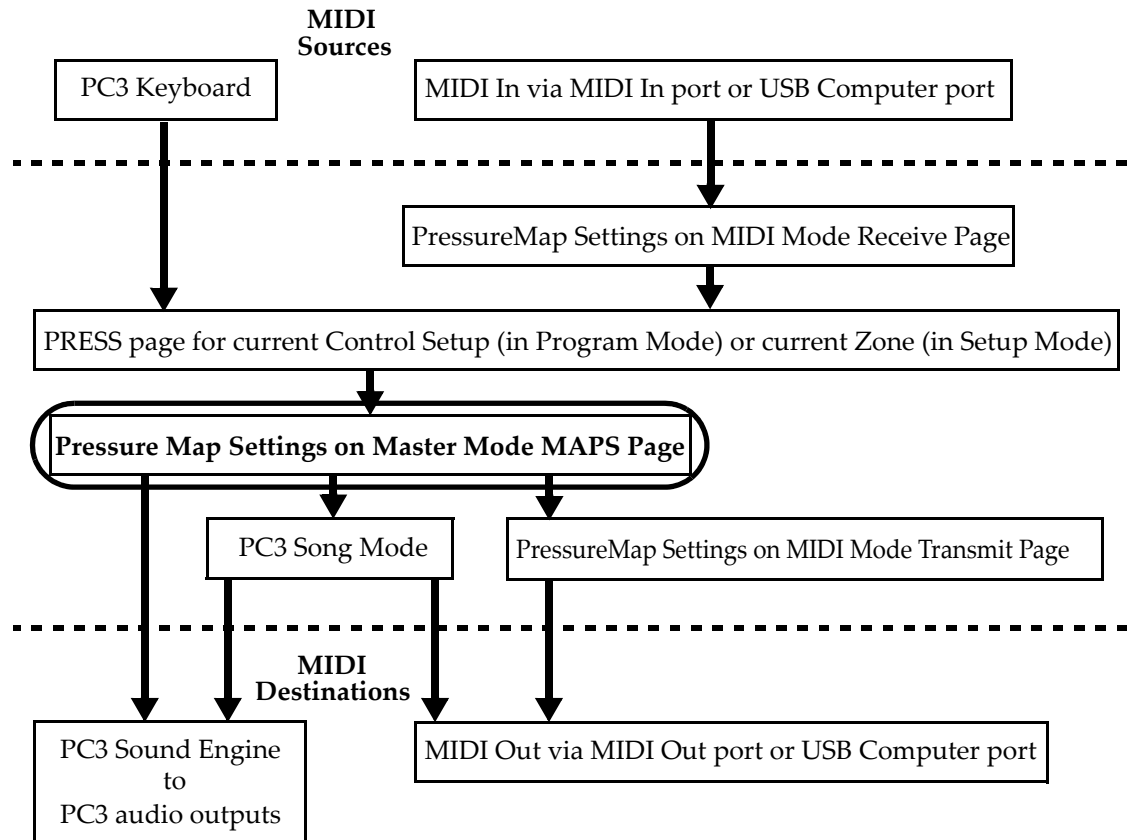 MIDI
Sources
PC3 Keyboard
MIDI In via MIDI In port or USB Computer port
PressureMap Settings on MIDI Mode Receive Page
PRESS page for current Control Setup (in Program Mode) or current Zone (in Setup Mode)
Pressure Map Settings on Master Mode MAPS Page
PC3 Song Mode
PressureMap Settings on MIDI Mode Transmit Page
MIDI
Destinations
PC3 Sound Engine
to
PC3 audio outputs
MIDI Out via MIDI Out port or USB Computer port